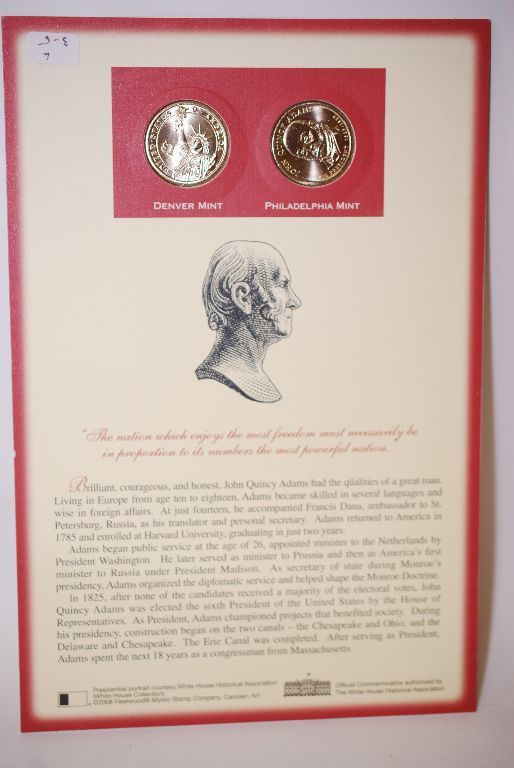 UNITED STATES OF AMERICA
JOHN QUINCY ADAMS
DENVER MINT PHILADELPHIA MINT
"The nation which enjoys the most freedom must necessarily be
in proportion to its numbers the most powerful nation.
Brilliant, courageous, and honest, John Quincy Adams had the qualities of a great man.
Living in Europe from age ten to eighteen, Adams became skilled in several languages and
wise in foreign affairs. At just fourteen, he accompanied Francis Dana, ambassador to St.
Petersburg, Russia, as his translator and personal secretary. Adams returned to America in
1785 and enrolled at Harvard University, graduating in just two years.
Adams began public service at the age of 26, appointed minister to the Netherlands by
President Washington. He later served as minister to Prussia and then as America's first
minister to Russia under President Madison. As secretary of state during Monroe's
presidency, Adams organized the diplomatic service and helped shape the Monroe Doctrine.
In 1825, after none of the candidates received a majority of the electoral votes, John
Quincy Adams was elected the sixth President of the United States by the House of
Representatives. As President, Adams championed projects that benefited society. During
his presidency, construction began on the two canals – the Chesapeake and Ohio, and the
Delaware and Chesapeake. The Erie Canal was completed. After serving as President,
Adams spent the next 18 years as a congressman from Massachusetts.
Presidential portrait courtesy White House Historical Association
(White House Collection)
©2008 Fleetwood® Mystic Stamp Company, Camden, NY
Official Commemorative authorized by
The White House Historical Association